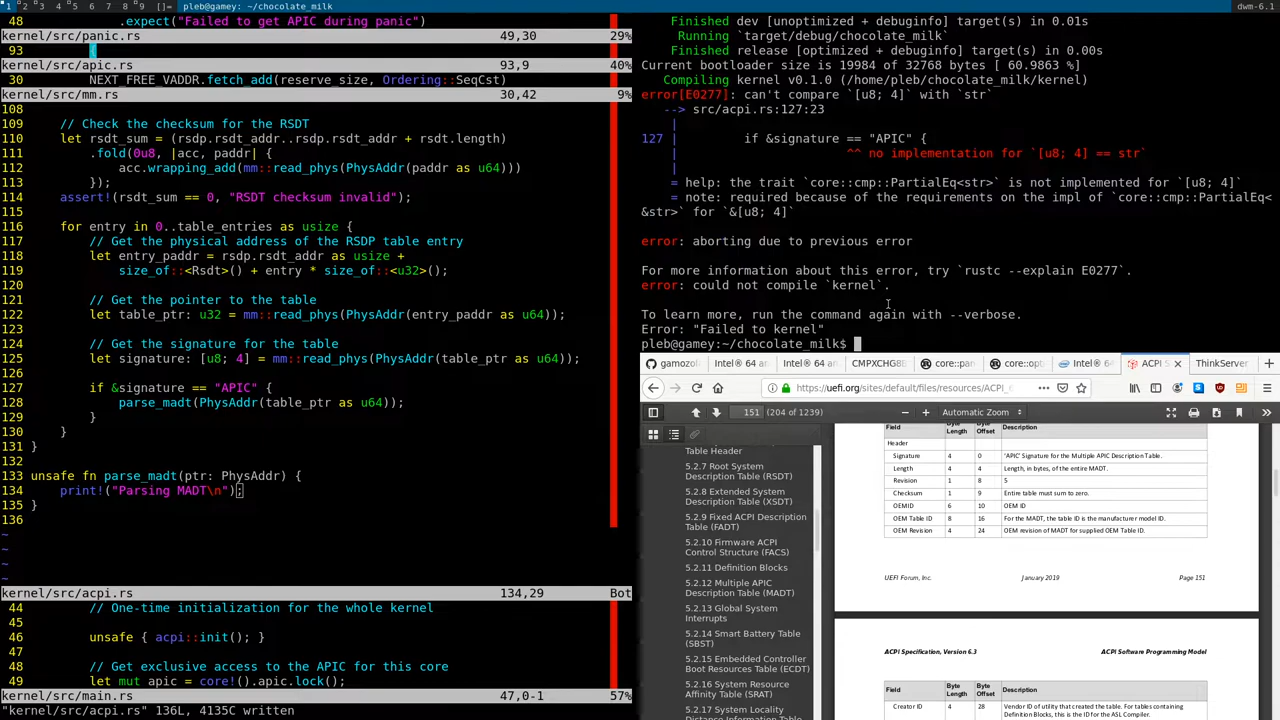 1 2 3 4 5 6 7 8 9 []= pleb@gamey: ~/chocolate_milk
dwm-6.1
48             .expect("Failed to get APIC during panic")
kernel/src/panic.rs 49,30 29%
93         {
kernel/src/apic.rs 93,9 40%
30         NEXT_FREE_VADDR.fetch_add(reserve_size, Ordering::SeqCst)
kernel/src/mm.rs 30,42 9%
108
109     // Check the checksum for the RSDT
110     let rsdt_sum = (rsdp.rsdt_addr..rsdp.rsdt_addr + rsdt.length)
111         .fold(0u8, |acc, paddr| {
112             acc.wrapping_add(mm::read_phys(PhysAddr(paddr as u64)))
113         });
114     assert!(rsdt_sum == 0, "RSDT checksum invalid");
115
116     for entry in 0..table_entries as usize {
117         // Get the physical address of the RSDP table entry
118         let entry_paddr = rsdp.rsdt_addr as usize +
119             size_of::<Rsdt>() + entry * size_of::<u32>();
120
121         // Get the pointer to the table
122         let table_ptr: u32 = mm::read_phys(PhysAddr(entry_paddr as u64));
123
124         // Get the signature for the table
125         let signature: [u8; 4] = mm::read_phys(PhysAddr(table_ptr as u64));
126
127         if &signature == "APIC" {
128             parse_madt(PhysAddr(table_ptr as u64));
129         }
130     }
131 }
132
133 unsafe fn parse_madt(ptr: PhysAddr) {
134     print!("Parsing MADT\n");
135 }
136
~
~
~
~
kernel/src/acpi.rs 134,29 Bot
44         // One-time initialization for the whole kernel
45
46         unsafe { acpi::init(); }
47
48         // Get exclusive access to the APIC for this core
49         let mut apic = core!().apic.lock();
kernel/src/main.rs 47,0-1 57%
"kernel/src/acpi.rs" 136L, 4135C written
Finished dev [unoptimized + debuginfo] target(s) in 0.01s
Running `target/debug/chocolate_milk`
Finished release [optimized + debuginfo] target(s) in 0.00s
Current bootloader size is 19984 of 32768 bytes [ 60.9863 %]
Compiling kernel v0.1.0 (/home/pleb/chocolate_milk/kernel)
error[E0277]: can't compare `[u8; 4]` with `str`
--> src/acpi.rs:127:23
|
127 |         if &signature == "APIC" {
|                       ^^ no implementation for `[u8; 4] == str`
|
= help: the trait `core::cmp::PartialEq<str>` is not implemented for `[u8; 4]`
= note: required because of the requirements on the impl of `core::cmp::PartialEq<
&str>` for `&[u8; 4]`
error: aborting due to previous error
For more information about this error, try `rustc --explain E0277`.
error: could not compile `kernel`.
To learn more, run the command again with --verbose.
Error: "Failed to kernel"
pleb@gamey:~/chocolate_milk$
gamozol Intel® 64 an Intel® 64 an CMPXCHG8B core::pan core::opt Intel® 64 ACPI S ThinkServer
https://uefi.org/sites/default/files/resources/ACPI_
151 (204 of 1239) Automatic Zoom
Table Header
5.2.7 Root System
Description Table (RSDT)
5.2.8 Extended System
Description Table (XSDT)
5.2.9 Fixed ACPI Description
Table (FADT)
5.2.10 Firmware ACPI
Control Structure (FACS)
5.2.11 Definition Blocks
5.2.12 Multiple APIC
Description Table (MADT)
5.2.13 Global System
Interrupts
5.2.14 Smart Battery Table
(SBST)
5.2.15 Embedded Controller
Boot Resources Table (ECDT)
5.2.16 System Resource
Affinity Table (SRAT)
5.2.17 System Locality
Distance Information Table
Field Byte Length Byte Offset Description
Header
Signature 4 0 'APIC' Signature for the Multiple APIC Description Table.
Length 4 4 Length, in bytes, of the entire MADT.
Revision 1 8 5
Checksum 1 9 Entire table must sum to zero.
OEMID 6 10 OEM ID
OEM Table ID 8 16 For the MADT, the table ID is the manufacturer model ID.
OEM Revision 4 24 OEM revision of MADT for supplied OEM Table ID.
UEFI Forum, Inc. January 2019 Page 151
ACPI Specification, Version 6.3 ACPI Software Programming Model
Field Byte Length Byte Offset Description
Creator ID 4 28 Vendor ID of utility that created the table. For tables containing
Definition Blocks, this is the ID for the ASL Compiler.